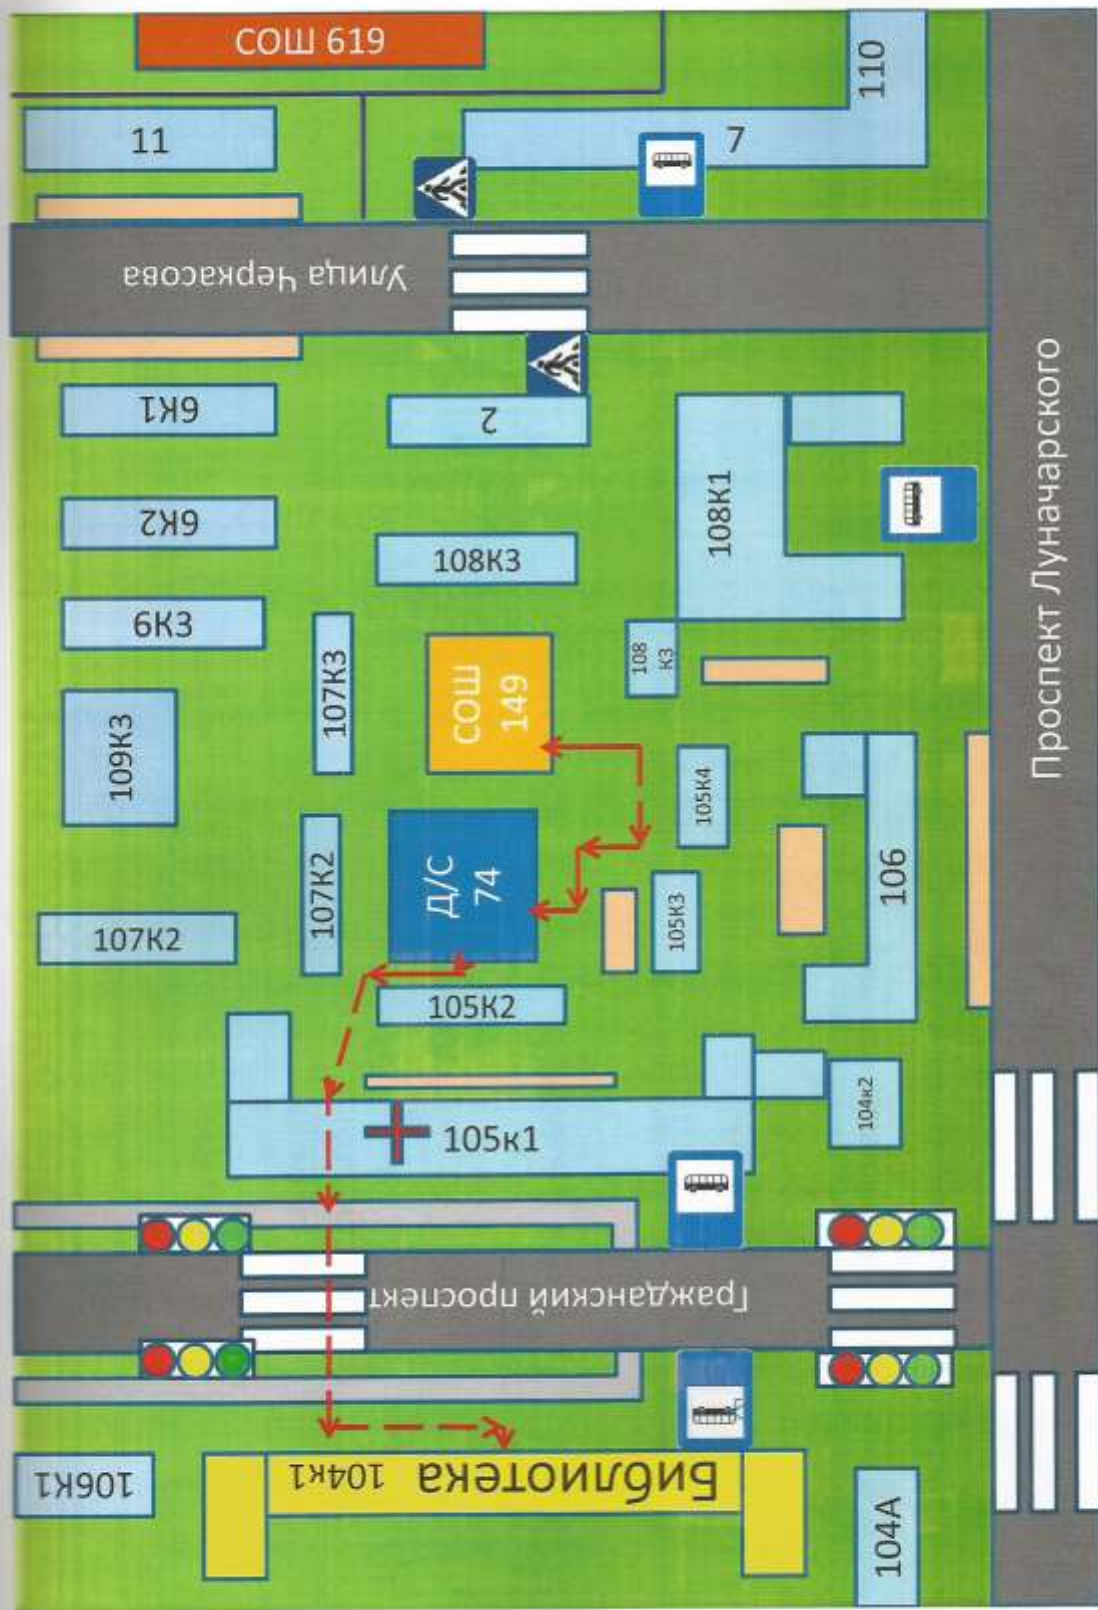 СОШ 619
11
7
110
Улица Черкасова
6К1
2
6К2
108К3
108К1
6К3
107К3
СОШ
149
108
К3
109К3
105К4
Проспект Луначарского
107К2
107К2
Д/С
74
105К3
106
105К2
105к1
104к2
Гражданский проспект
106К1
104к1
Библиотека
104А